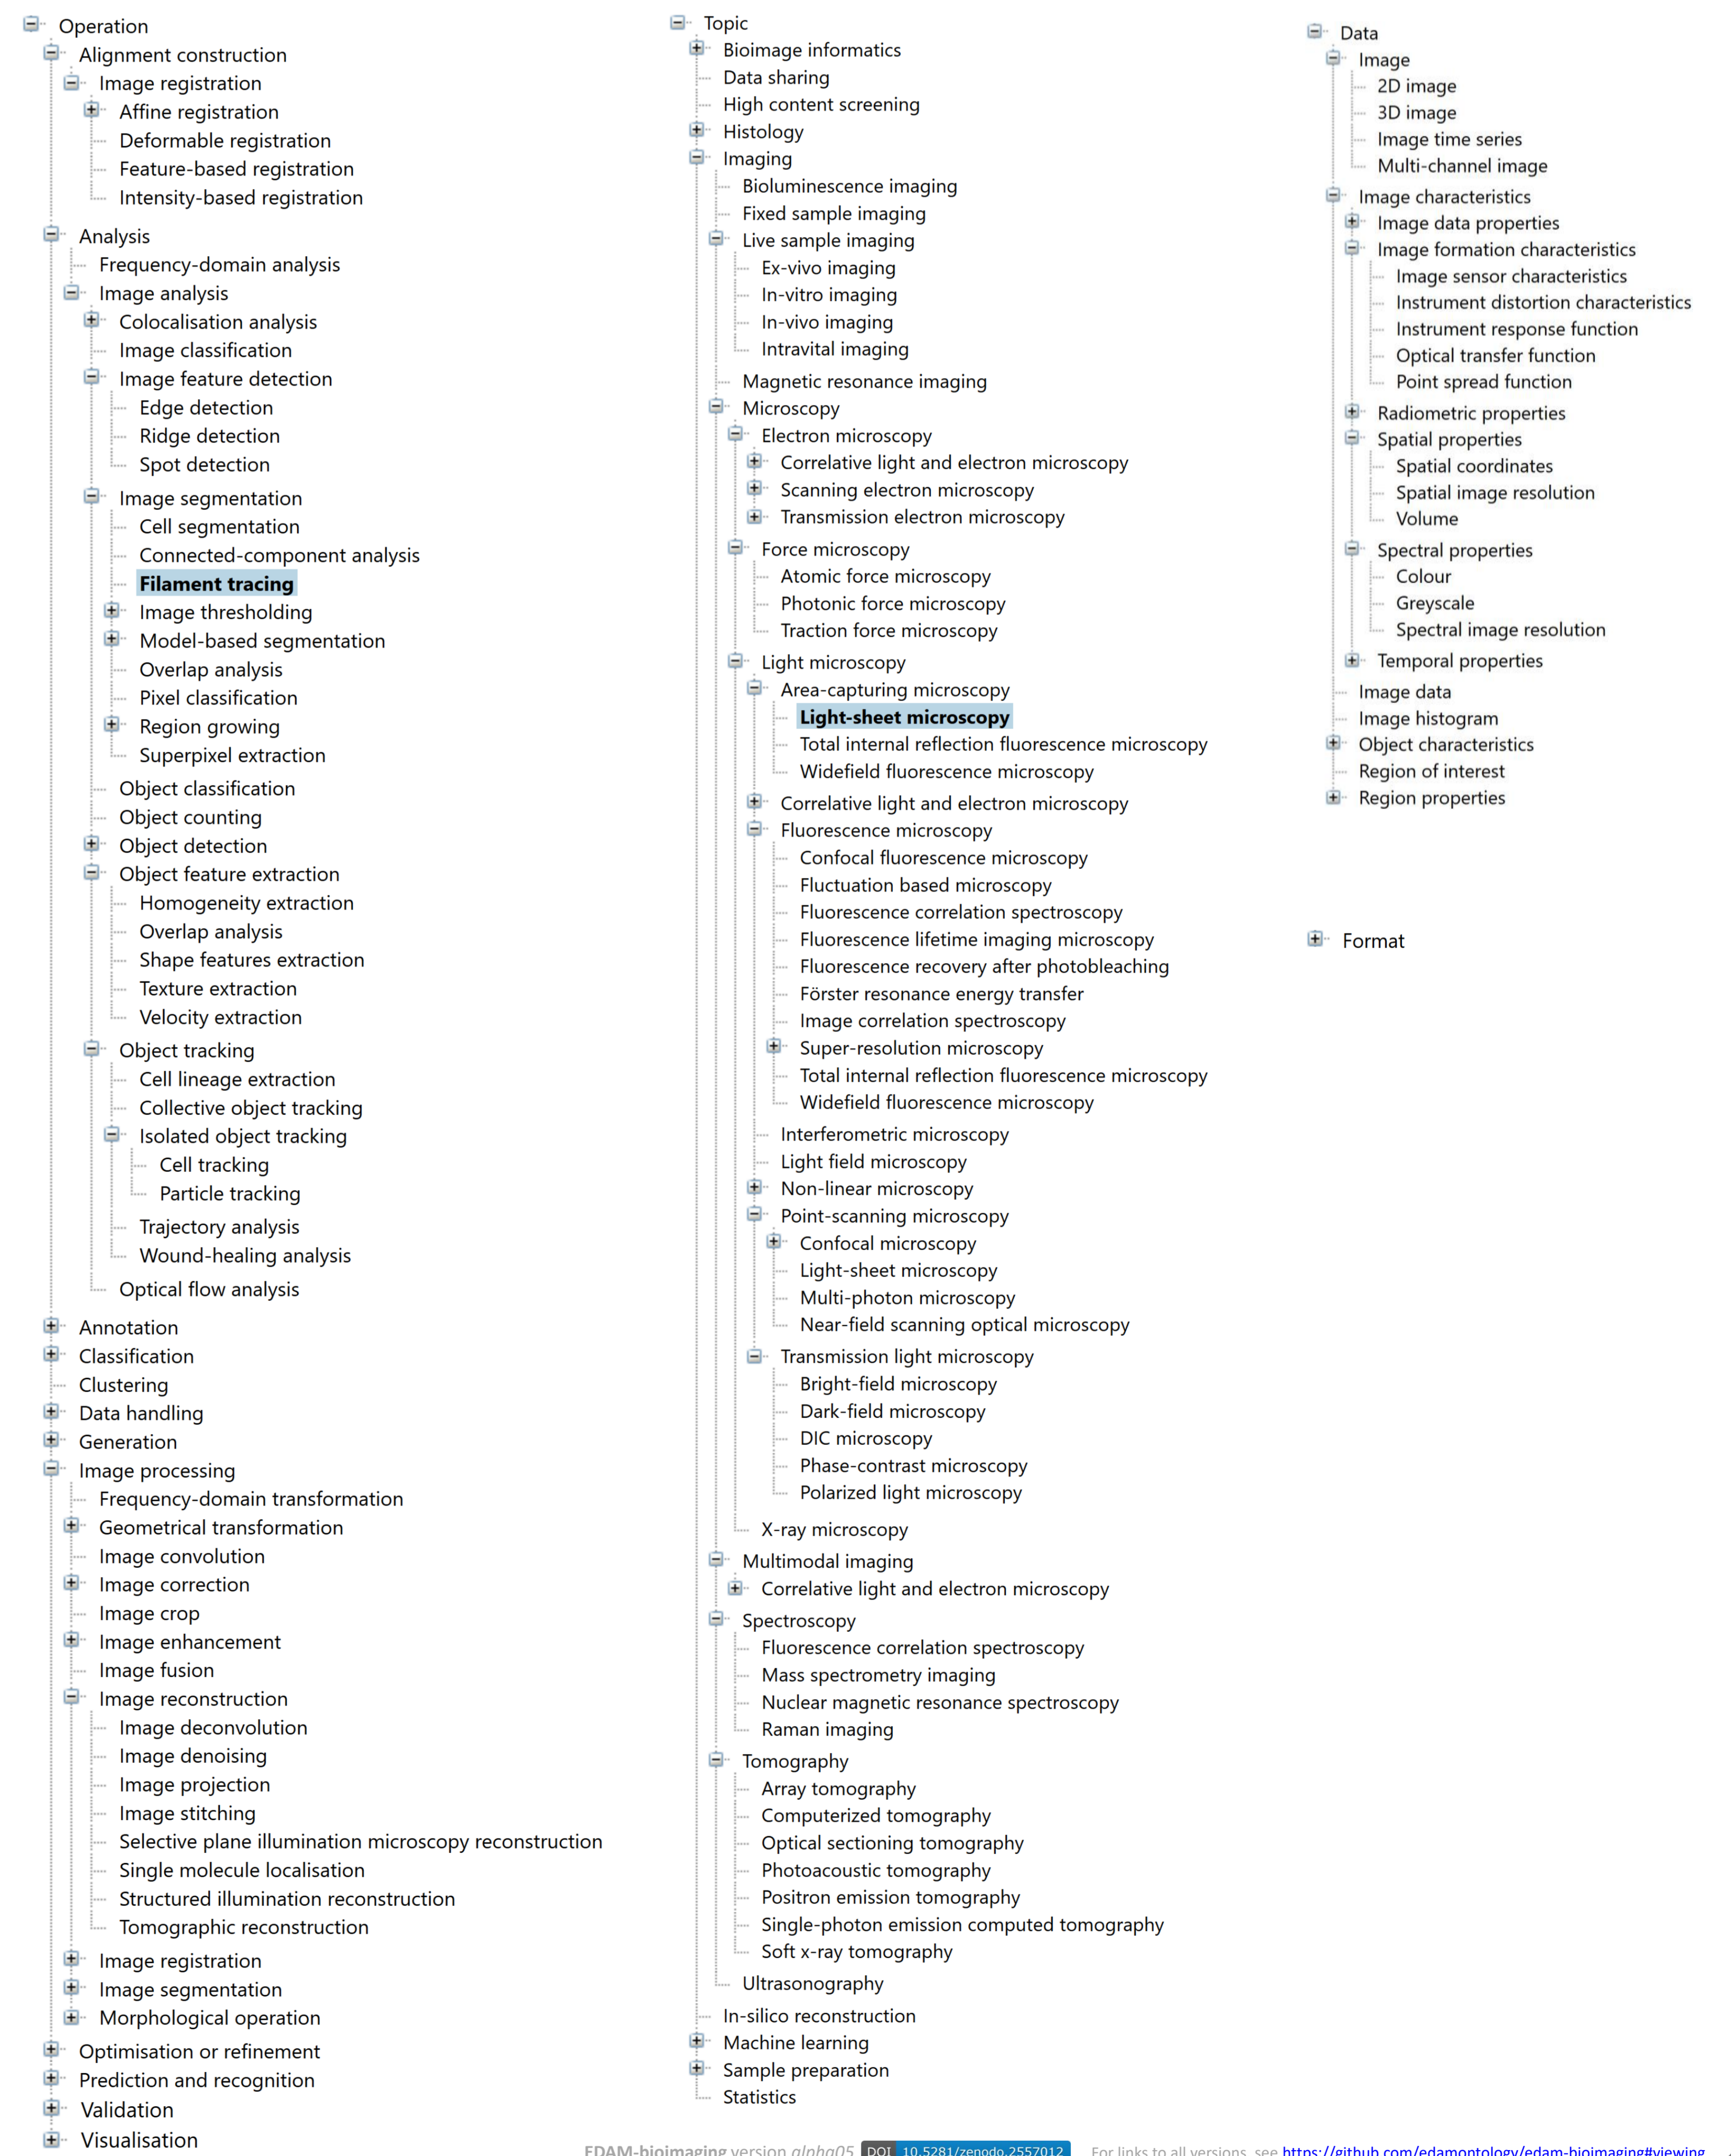 Operation
Alignment construction
Image registration
Affine registration
Deformable registration
Feature-based registration
Intensity-based registration
Analysis
Frequency-domain analysis
Image analysis
Colocalisation analysis
Image classification
Image feature detection
Edge detection
Ridge detection
Spot detection
Image segmentation
Cell segmentation
Connected-component analysis
Filament tracing
Image thresholding
Model-based segmentation
Overlap analysis
Pixel classification
Region growing
Superpixel extraction
Object classification
Object counting
Object detection
Object feature extraction
Homogeneity extraction
Overlap analysis
Shape features extraction
Texture extraction
Velocity extraction
Object tracking
Cell lineage extraction
Collective object tracking
Isolated object tracking
Cell tracking
Particle tracking
Trajectory analysis
Wound-healing analysis
Optical flow analysis
Annotation
Classification
Clustering
Data handling
Generation
Image processing
Frequency-domain transformation
Geometrical transformation
Image convolution
Image correction
Image crop
Image enhancement
Image fusion
Image reconstruction
Image deconvolution
Image denoising
Image projection
Image stitching
Selective plane illumination microscopy reconstruction
Single molecule localisation
Structured illumination reconstruction
Tomographic reconstruction
Image registration
Image segmentation
Morphological operation
Optimisation or refinement
Prediction and recognition
Validation
Visualisation
Topic
Bioimage informatics
Data sharing
High content screening
Histology
Imaging
Bioluminescence imaging
Fixed sample imaging
Live sample imaging
Ex-vivo imaging
In-vitro imaging
In-vivo imaging
Intravital imaging
Magnetic resonance imaging
Microscopy
Electron microscopy
Correlative light and electron microscopy
Scanning electron microscopy
Transmission electron microscopy
Force microscopy
Atomic force microscopy
Photonic force microscopy
Traction force microscopy
Light microscopy
Area-capturing microscopy
Light-sheet microscopy
Total internal reflection fluorescence microscopy
Widefield fluorescence microscopy
Correlative light and electron microscopy
Fluorescence microscopy
Confocal fluorescence microscopy
Fluctuation based microscopy
Fluorescence correlation spectroscopy
Fluorescence lifetime imaging microscopy
Fluorescence recovery after photobleaching
Förster resonance energy transfer
Image correlation spectroscopy
Super-resolution microscopy
Total internal reflection fluorescence microscopy
Widefield fluorescence microscopy
Interferometric microscopy
Light field microscopy
Non-linear microscopy
Point-scanning microscopy
Confocal microscopy
Light-sheet microscopy
Multi-photon microscopy
Near-field scanning optical microscopy
Transmission light microscopy
Bright-field microscopy
Dark-field microscopy
DIC microscopy
Phase-contrast microscopy
Polarized light microscopy
X-ray microscopy
Multimodal imaging
Correlative light and electron microscopy
Spectroscopy
Fluorescence correlation spectroscopy
Mass spectrometry imaging
Nuclear magnetic resonance spectroscopy
Raman imaging
Tomography
Array tomography
Computerized tomography
Optical sectioning tomography
Photoacoustic tomography
Positron emission tomography
Single-photon emission computed tomography
Soft x-ray tomography
Ultrasonography
In-silico reconstruction
Machine learning
Sample preparation
Statistics
Data
Image
2D image
3D image
Image time series
Multi-channel image
Image characteristics
Image data properties
Image formation characteristics
Image sensor characteristics
Instrument distortion characteristics
Instrument response function
Optical transfer function
Point spread function
Radiometric properties
Spatial properties
Spatial coordinates
Spatial image resolution
Volume
Spectral properties
Colour
Greyscale
Spectral image resolution
Temporal properties
Image data
Image histogram
Object characteristics
Region of interest
Region properties
Format
EDAM-bioimaging version alpha05 DOI 10.5281/zenodo.2557012 For links to all versions, see https://github.com/edamontology/edam-bioimaging#viewing